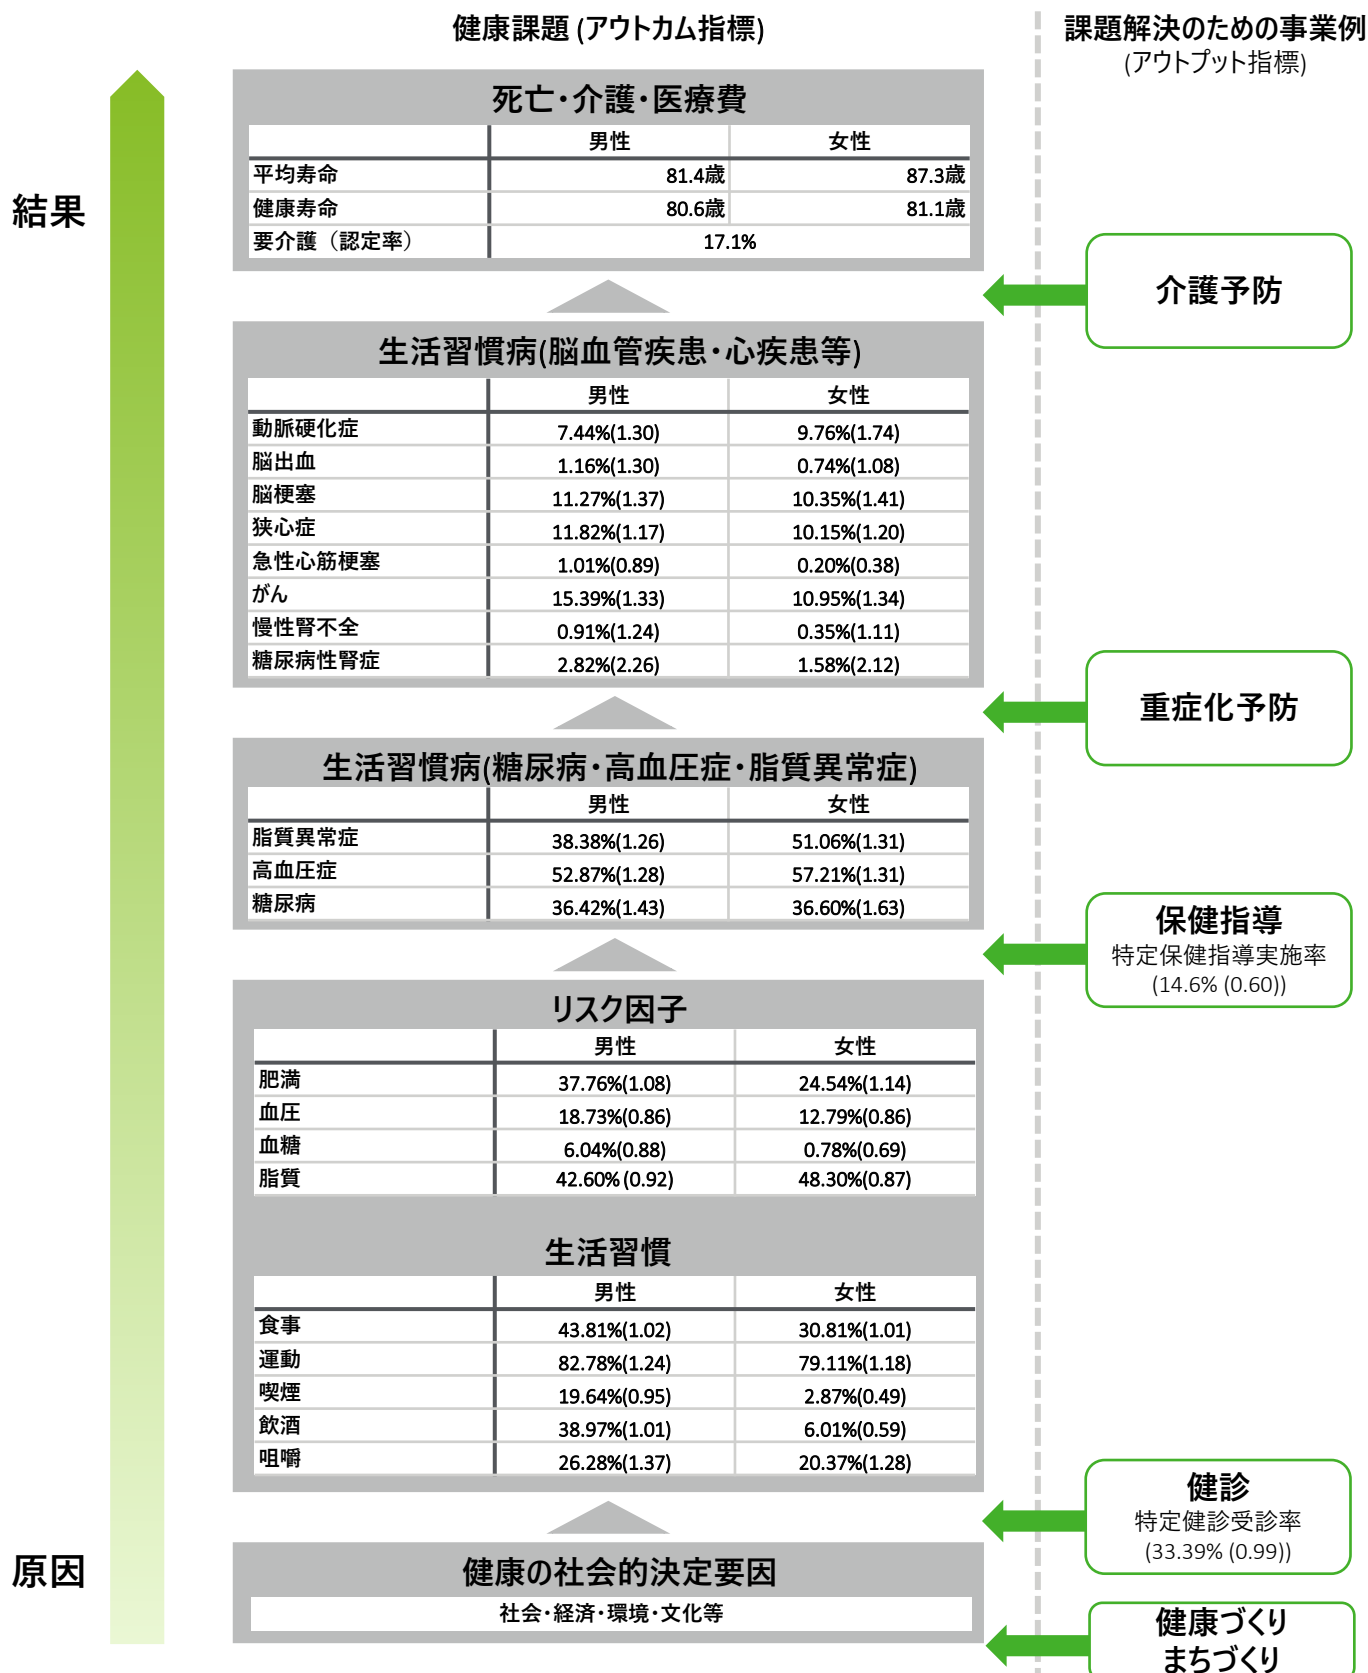 健康課題 (アウトカム指標)
課題解決のための事業例
(アウトプット指標)
結果
死亡・介護・医療費
男性 女性
平均寿命 81.4歳 87.3歳
健康寿命 80.6歳 81.1歳
要介護（認定率） 17.1%
介護予防
生活習慣病(脳血管疾患・心疾患等)
男性 女性
動脈硬化症 7.44%(1.30) 9.76%(1.74)
脳出血 1.16%(1.30) 0.74%(1.08)
脳梗塞 11.27%(1.37) 10.35%(1.41)
狭心症 11.82%(1.17) 10.15%(1.20)
急性心筋梗塞 1.01%(0.89) 0.20%(0.38)
がん 15.39%(1.33) 10.95%(1.34)
慢性腎不全 0.91%(1.24) 0.35%(1.11)
糖尿病性腎症 2.82%(2.26) 1.58%(2.12)
重症化予防
生活習慣病(糖尿病・高血圧症・脂質異常症)
男性 女性
脂質異常症 38.38%(1.26) 51.06%(1.31)
高血圧症 52.87%(1.28) 57.21%(1.31)
糖尿病 36.42%(1.43) 36.60%(1.63)
保健指導
特定保健指導実施率
(14.6% (0.60))
リスク因子
男性 女性
肥満 37.76%(1.08) 24.54%(1.14)
血圧 18.73%(0.86) 12.79%(0.86)
血糖 6.04%(0.88) 0.78%(0.69)
脂質 42.60% (0.92) 48.30%(0.87)
生活習慣
男性 女性
食事 43.81%(1.02) 30.81%(1.01)
運動 82.78%(1.24) 79.11%(1.18)
喫煙 19.64%(0.95) 2.87%(0.49)
飲酒 38.97%(1.01) 6.01%(0.59)
咀嚼 26.28%(1.37) 20.37%(1.28)
健診
特定健診受診率
(33.39% (0.99))
原因
健康の社会的決定要因
社会・経済・環境・文化等
健康づくり
まちづくり